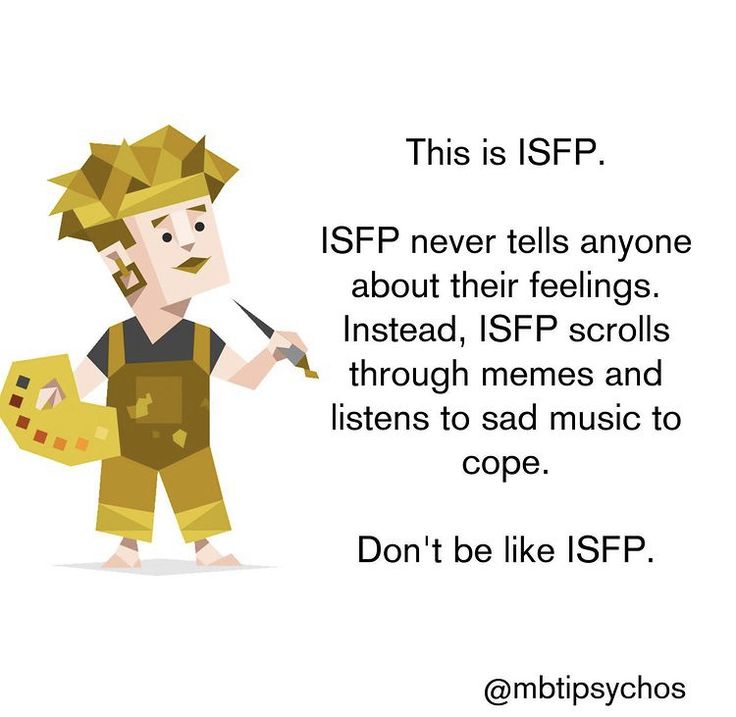 This is ISFP.
ISFP never tells anyone
about their feelings.
Instead, ISFP scrolls
through memes and
listens to sad music to
cope.
Don't be like ISFP.
@mbtipsychos